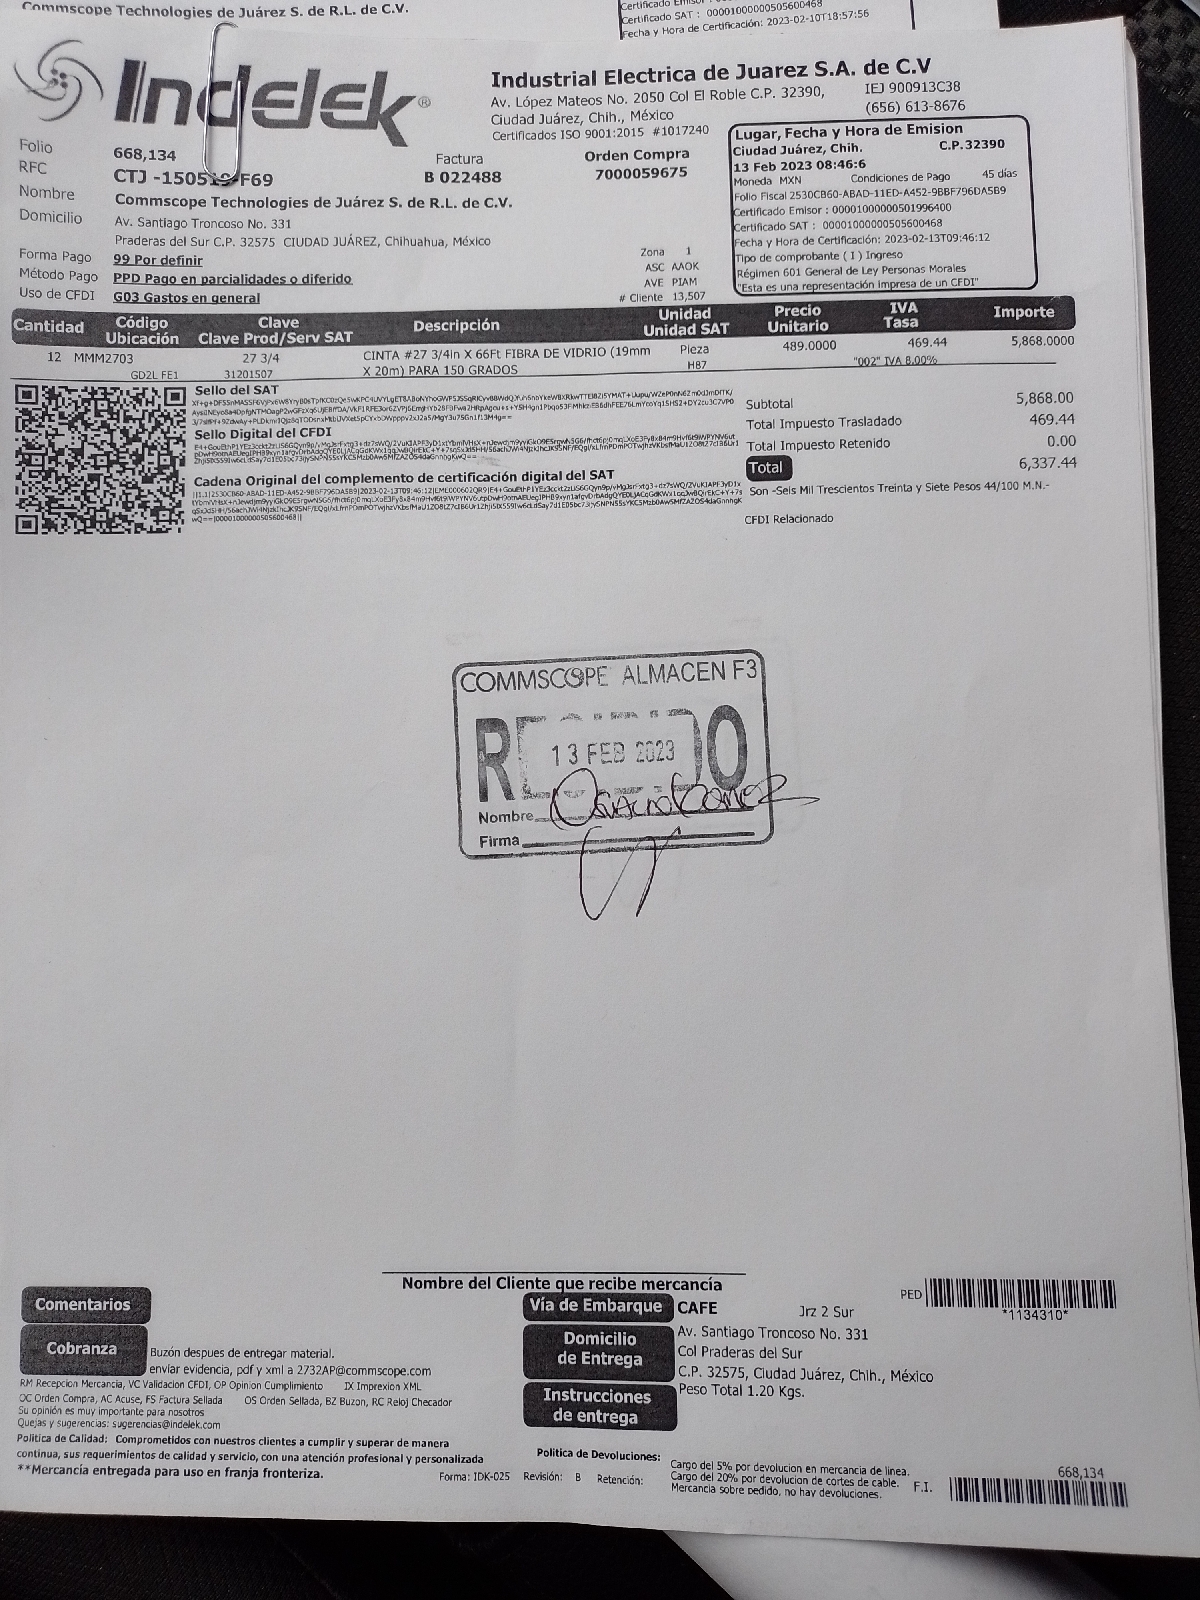 Commscope Technologies de Juárez S. de R.L. de C.V.
Certificado SAT : 00001000000505600468
Fecha y Hora de Certificación: 2023-02-10T18:57:56
Indelek®
Industrial Electrica de Juarez S.A. de C.V
Av. López Mateos No. 2050 Col El Roble C.P. 32390,
IEJ 900913C38
Ciudad Juárez, Chih., México
(656) 613-8676
Certificados ISO 9001:2015 #1017240
Folio 668,134
Factura
B 022488
Orden Compra
7000059675
RFC CTJ -150519-F69
Nombre Commscope Technologies de Juárez S. de R.L. de C.V.
Domicilio Av. Santiago Troncoso No. 331
Praderas del Sur C.P. 32575 CIUDAD JUÁREZ, Chihuahua, México
Forma Pago 99 Por definir
Método Pago PPD Pago en parcialidades o diferido
Uso de CFDI G03 Gastos en general
Zona 1
ASC AAOK
AVE PIAM
# Cliente 13,507
Lugar, Fecha y Hora de Emision
Ciudad Juárez, Chih. C.P.32390
13 Feb 2023 08:46:6
Moneda MXN Condiciones de Pago 45 días
Folio Fiscal 2530CB60-ABAD-11ED-A452-9BBF796DA5B9
Certificado Emisor : 00001000000501996400
Certificado SAT : 00001000000505600468
Fecha y Hora de Certificación: 2023-02-13T09:46:12
Tipo de comprobante ( I ) Ingreso
Régimen 601 General de Ley Personas Morales
"Esta es una representación impresa de un CFDI"
Cantidad Código Ubicación Clave Clave Prod/Serv SAT Descripción Unidad Unidad SAT Precio Unitario IVA Tasa Importe
12 MMM2703 27 3/4 CINTA #27 3/4in X 66Ft FIBRA DE VIDRIO (19mm Pieza 489.0000 469.44 5,868.0000
GD2L FE1 31201507 X 20m) PARA 150 GRADOS H87 "002" IVA 8.00%
Sello del SAT
Sello Digital del CFDI
Cadena Original del complemento de certificación digital del SAT
Subtotal 5,868.00
Total Impuesto Trasladado 469.44
Total Impuesto Retenido 0.00
Total 6,337.44
Son -Seis Mil Trescientos Treinta y Siete Pesos 44/100 M.N.-
CFDI Relacionado
COMMSCOPE ALMACEN F3
RECIBIDO
13 FEB 2023
Nombre
Firma
Nombre del Cliente que recibe mercancía
Comentarios
Vía de Embarque CAFE Jrz 2 Sur
PED *1134310*
Cobranza Buzón despues de entregar material.
enviar evidencia, pdf y xml a 2732AP@commscope.com
Domicilio de Entrega
Av. Santiago Troncoso No. 331
Col Praderas del Sur
C.P. 32575, Ciudad Juárez, Chih., México
Peso Total 1.20 Kgs.
Instrucciones de entrega
RM Recepcion Mercancia, VC Validacion CFDI, OP Opinion Cumplimiento IX Imprexion XML
OC Orden Compra, AC Acuse, FS Factura Sellada OS Orden Sellada, BZ Buzon, RC Reloj Checador
Su opinión es muy importante para nosotros
Quejas y sugerencias: sugerencias@indelek.com
Politica de Calidad: Comprometidos con nuestros clientes a cumplir y superar de manera
continua, sus requerimientos de calidad y servicio, con una atención profesional y personalizada
**Mercancía entregada para uso en franja fronteriza.
Forma: IDK-025 Revisión: B Retención:
Politica de Devoluciones:
Cargo del 5% por devolucion en mercancia de linea.
Cargo del 20% por devolucion de cortes de cable.
Mercancia sobre pedido, no hay devoluciones.
F.I. 668,134